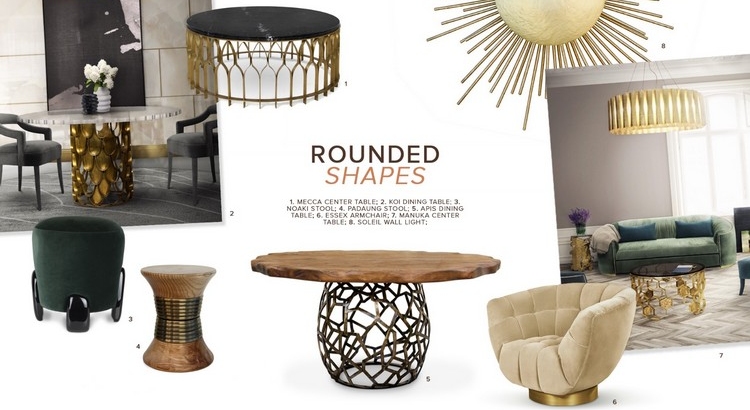 ROUNDED
SHAPES
1. MECCA CENTER TABLE; 2. KOI DINING TABLE; 3.
NOAKI STOOL; 4. PADAUNG STOOL; 5. APIS DINING
TABLE; 6. ESSEX ARMCHAIR; 7. MANUKA CENTER
TABLE; 8. SOLEIL WALL LIGHT;
1
8
2
3
4
5
7
6